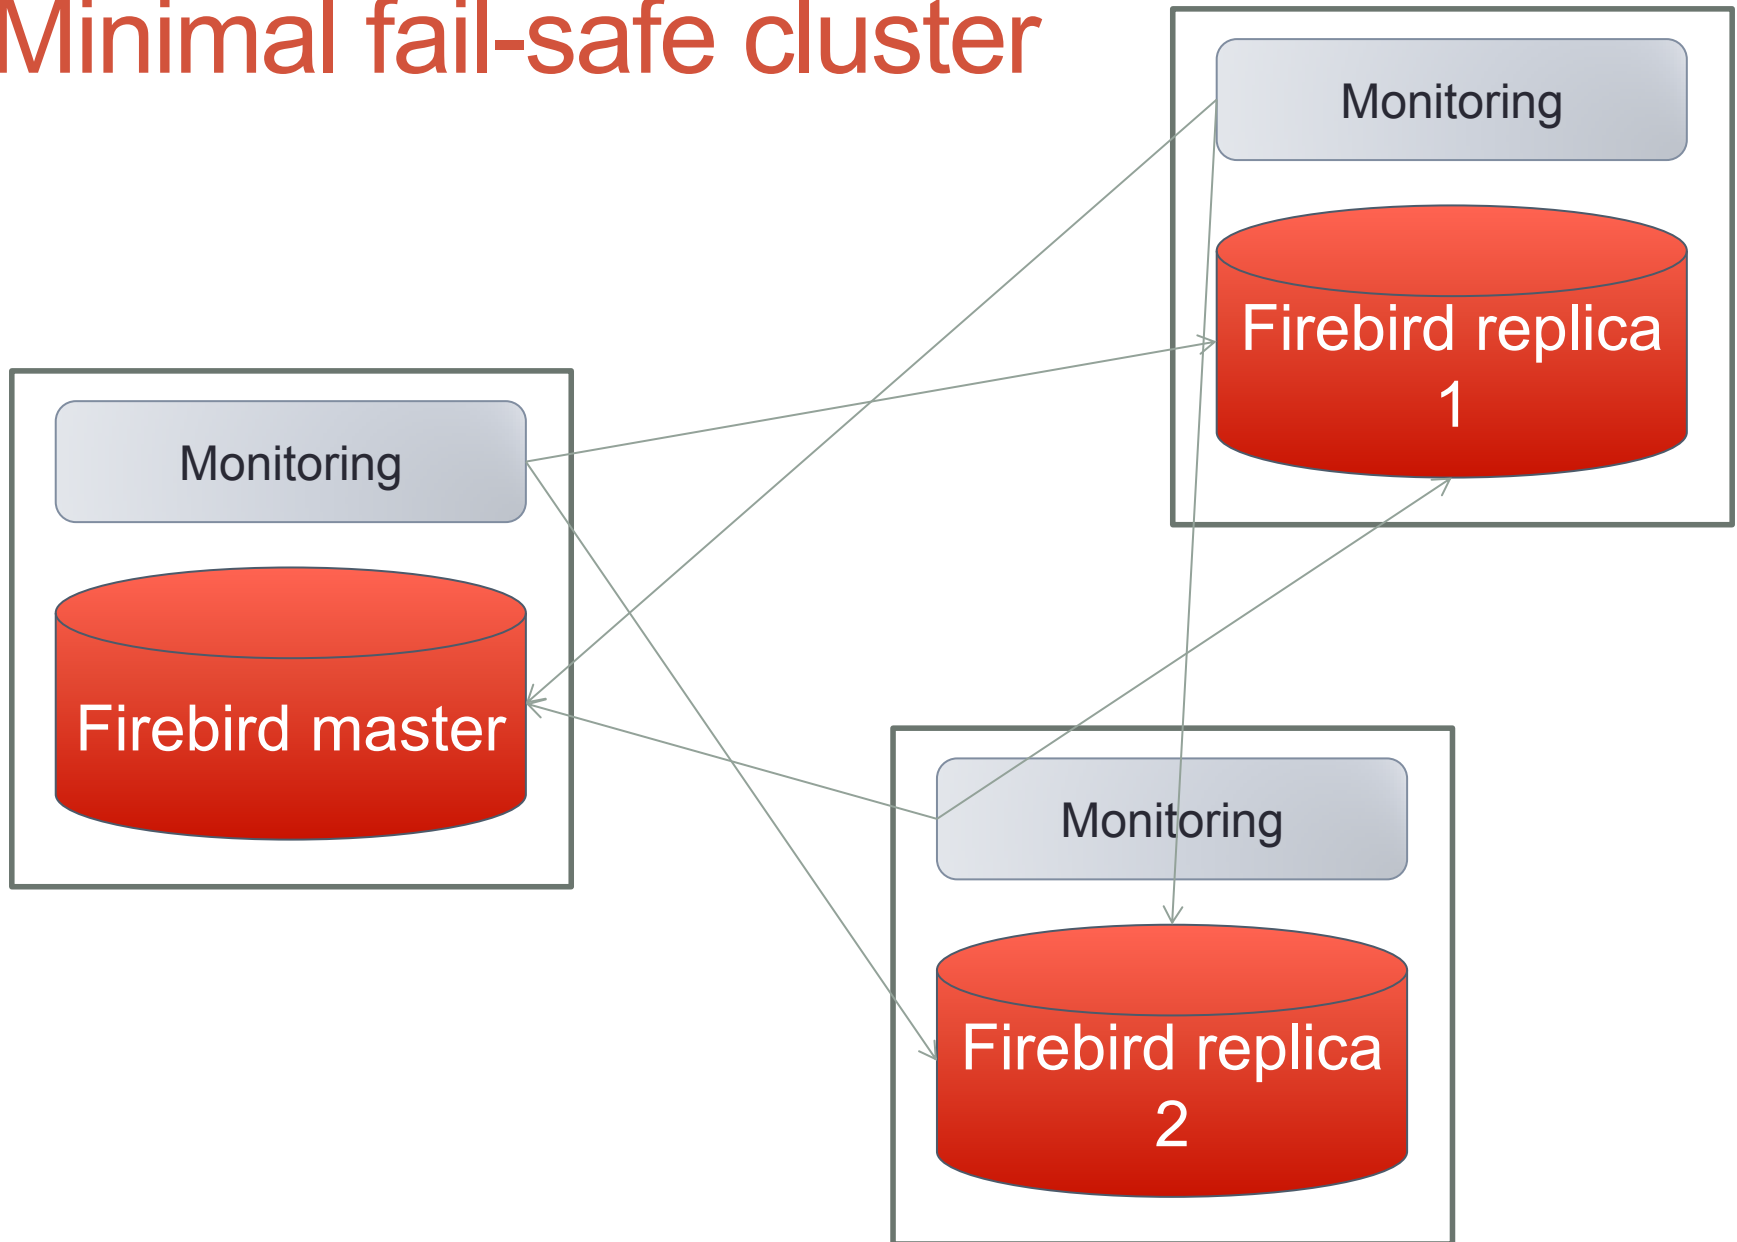 Minimal fail-safe cluster
Monitoring
Firebird replica
1
Monitoring
Firebird master
Monitoring
Firebird replica
2